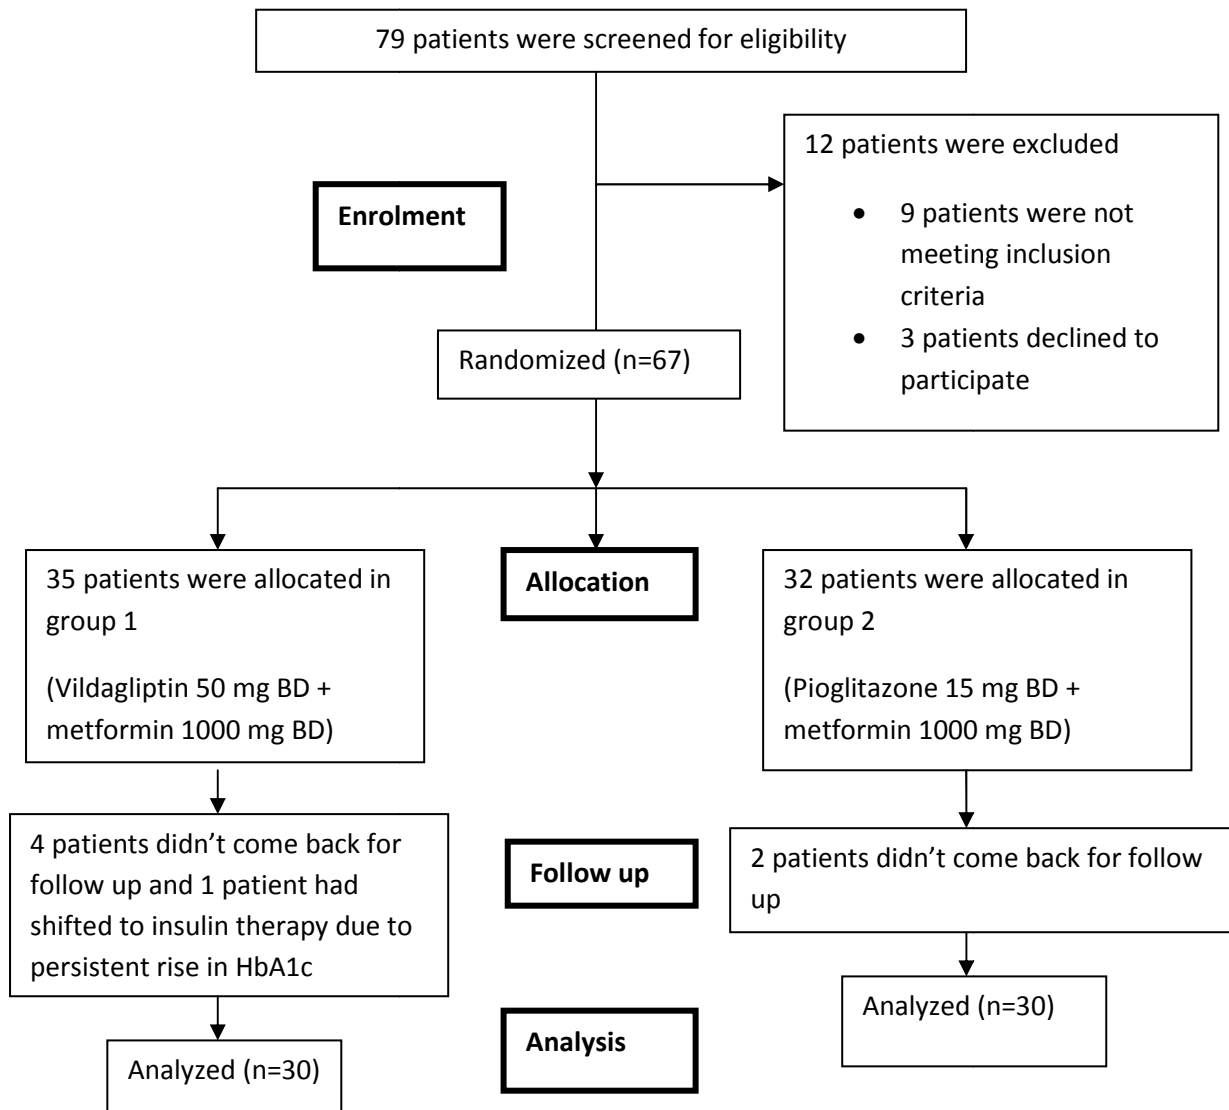 79 patients were screened for eligibility
12 patients were excluded
• 9 patients were not
meeting inclusion
criteria
• 3 patients declined to
participate
Enrolment
Randomized (n=67)
35 patients were allocated in
group 1
(Vildagliptin 50 mg BD +
metformin 1000 mg BD)
Allocation
32 patients were allocated in
group 2
(Pioglitazone 15 mg BD +
metformin 1000 mg BD)
4 patients didn’t come back for
follow up and 1 patient had
shifted to insulin therapy due to
persistent rise in HbA1c
Follow up
2 patients didn’t come back for follow
up
Analyzed (n=30)
Analysis
Analyzed (n=30)